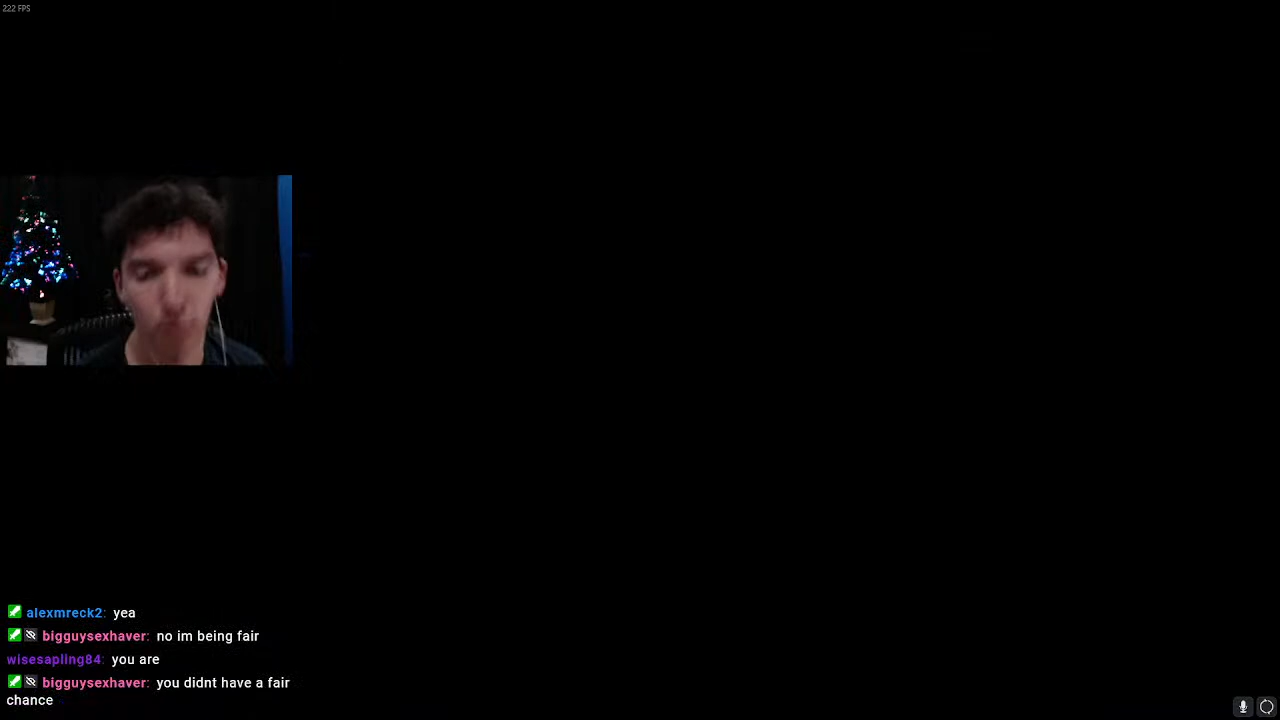 222 FPS
alexmreck2: yea
bigguysexhaver: no im being fair
wisesapling84: you are
bigguysexhaver: you didnt have a fair
chance